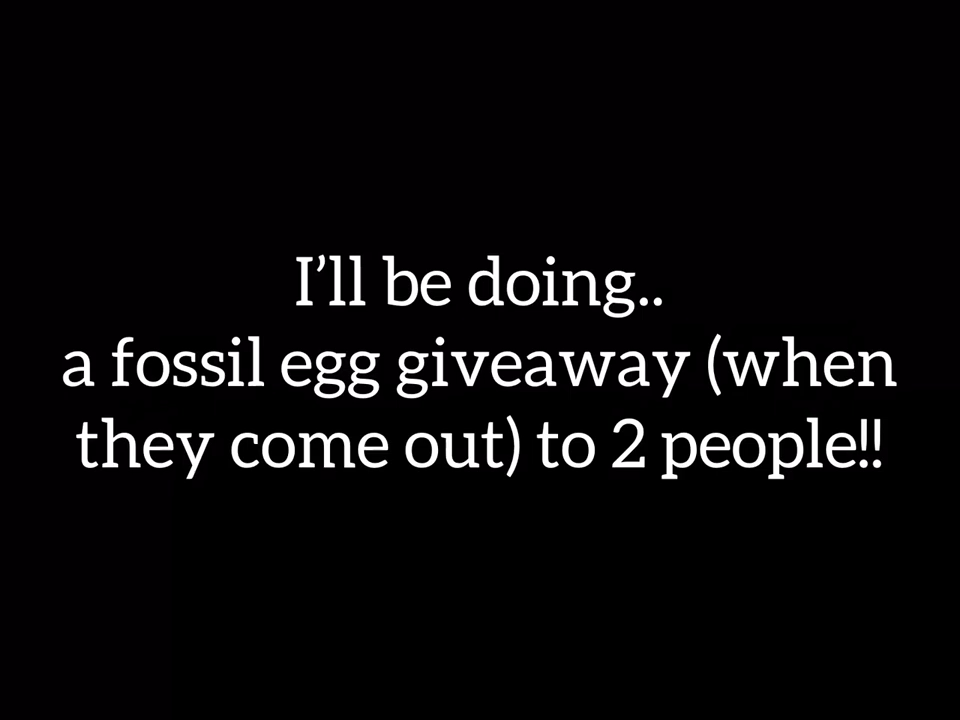 I’ll be doing..
a fossil egg giveaway (when
they come out) to 2 people!!